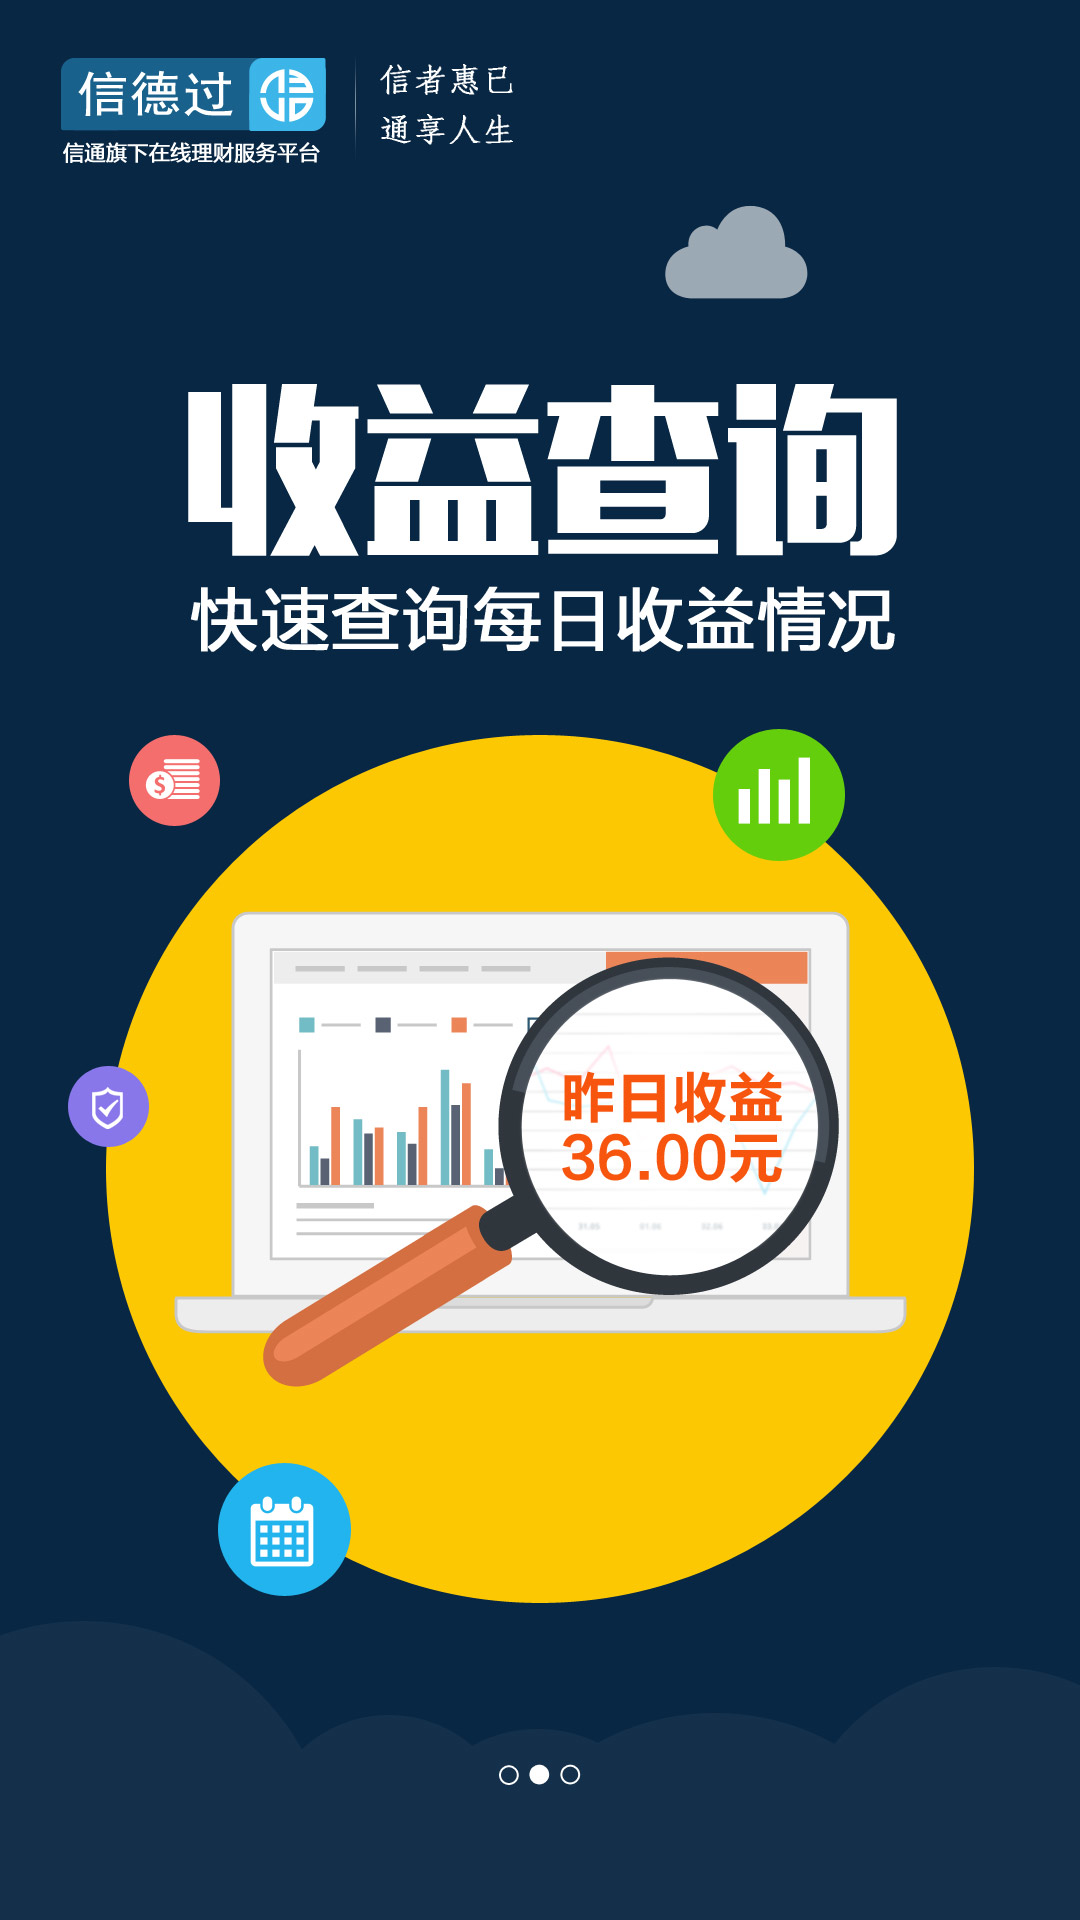 信德过
信通旗下在线理财服务平台
信者惠已
通享人生
收益查询
快速查询每日收益情况
昨日收益
36.00元